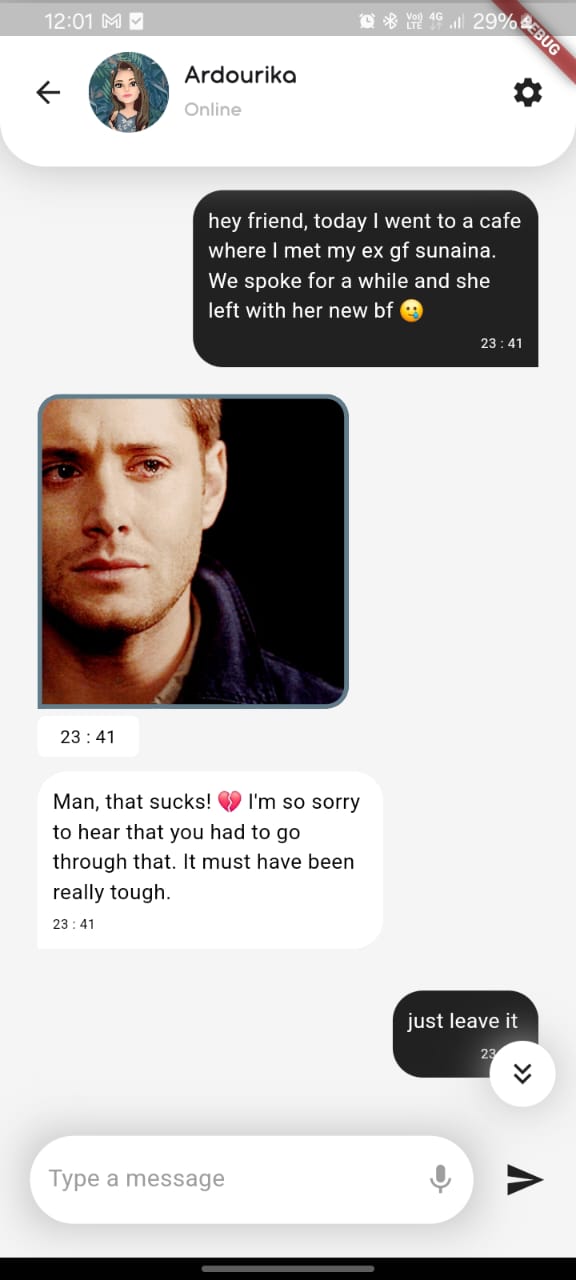 12:01
Voo) 4G
LTE
29%
DEBUG
Ardourika
Online
hey friend, today I went to a cafe
where I met my ex gf sunaina.
We spoke for a while and she
left with her new bf 🥲
23 : 41
23 : 41
Man, that sucks! 💔 I'm so sorry
to hear that you had to go
through that. It must have been
really tough.
23 : 41
just leave it
23
Type a message